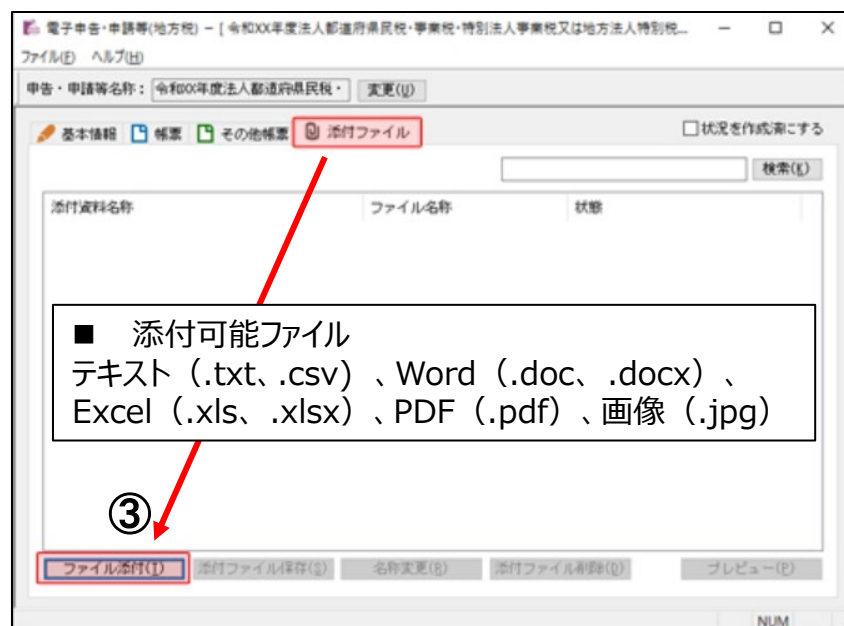 電子申告・申請等(地方税) - [ 令和XX年度法人都道府県民税・事業税・特別法人事業税又は地方法人特別税...
ファイル(F) ヘルプ(H)
申告・申請等名称: 令和XX年度法人都道府県民税・ 変更(U)
基本情報 帳票 その他帳票 添付ファイル 状況を作成済にする
検索(K)
添付資料名称 ファイル名称 状態
■ 添付可能ファイル
テキスト（.txt、.csv) 、Word（.doc、.docx）、
Excel（.xls、.xlsx）、PDF（.pdf）、画像（.jpg）
③
ファイル添付(T) 添付ファイル保存(S) 名称変更(R) 添付ファイル削除(D) プレビュー(P)
NUM